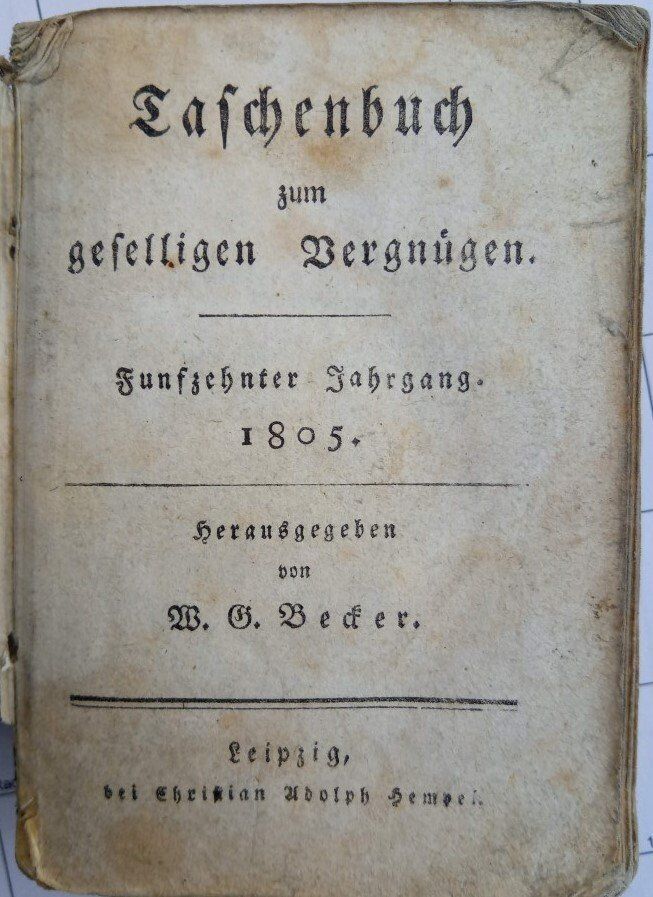 Taſchenbuch
zum
geſelligen Vergnügen.
Funfzehnter Jahrgang.
1805.
Herausgegeben
von
W. G. Becker.
Leipzig,
bei Chriſtian Adolph Hempel.